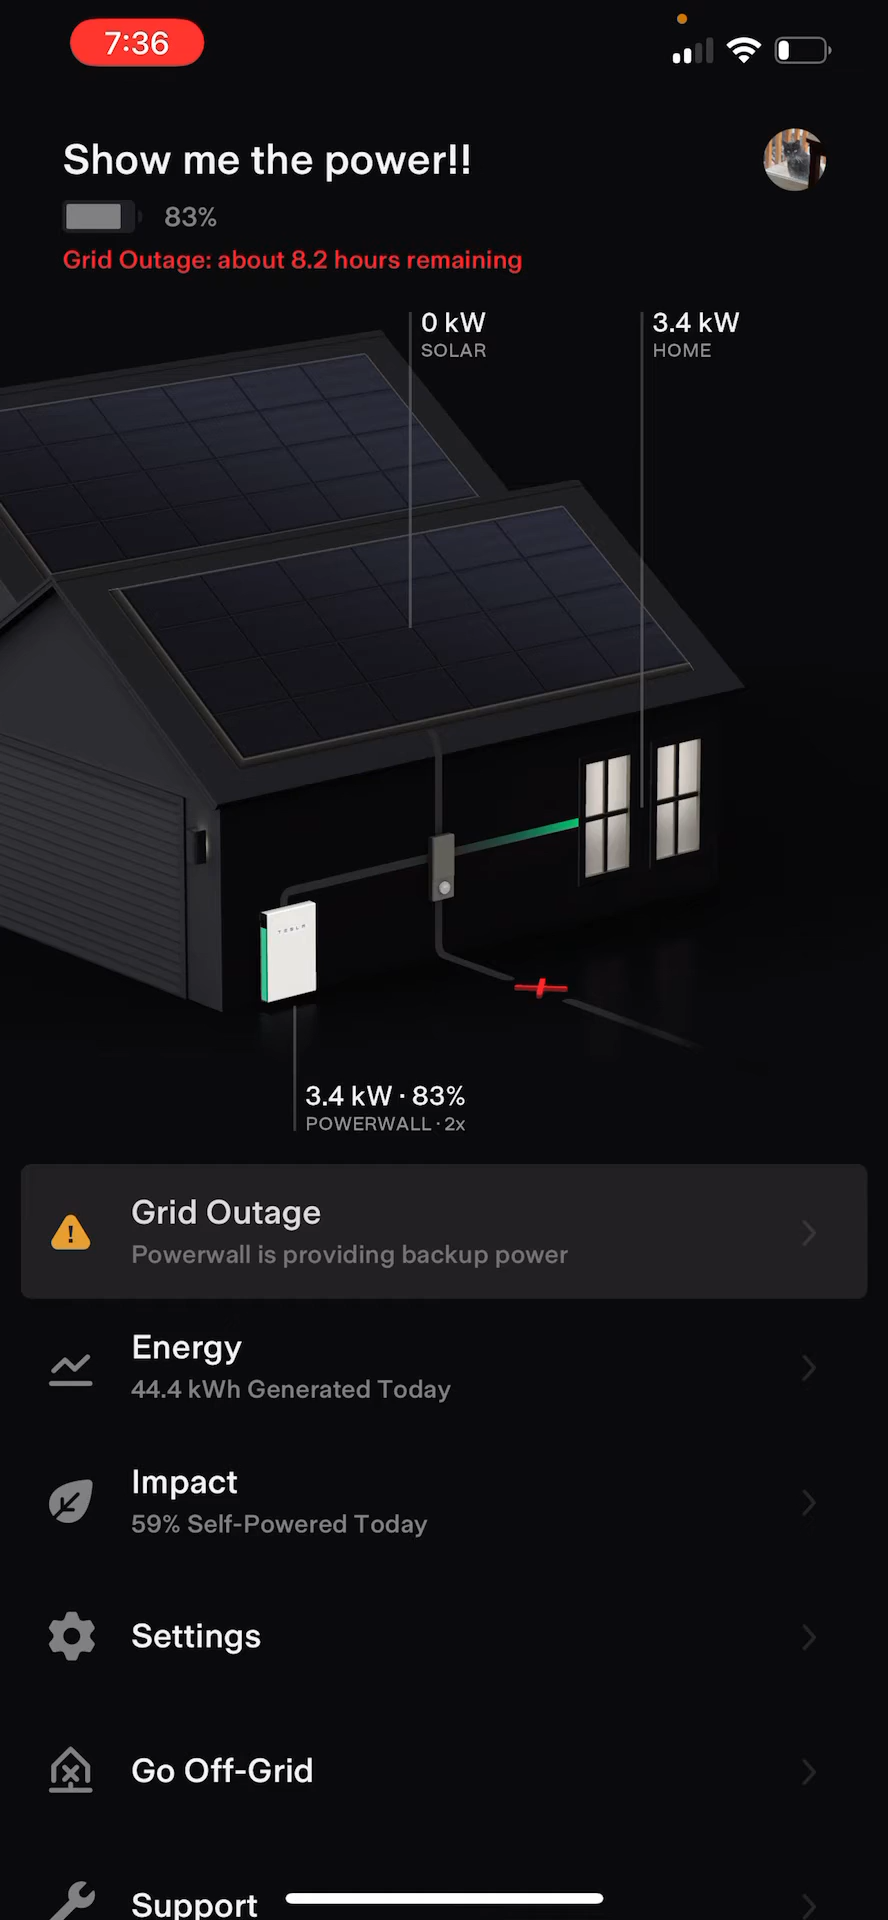 7:36
Show me the power!!
83%
Grid Outage: about 8.2 hours remaining
0 kW
SOLAR
3.4 kW
HOME
TESLA
3.4 kW · 83%
POWERWALL · 2x
Grid Outage
Powerwall is providing backup power
Energy
44.4 kWh Generated Today
Impact
59% Self-Powered Today
Settings
Go Off-Grid
Support